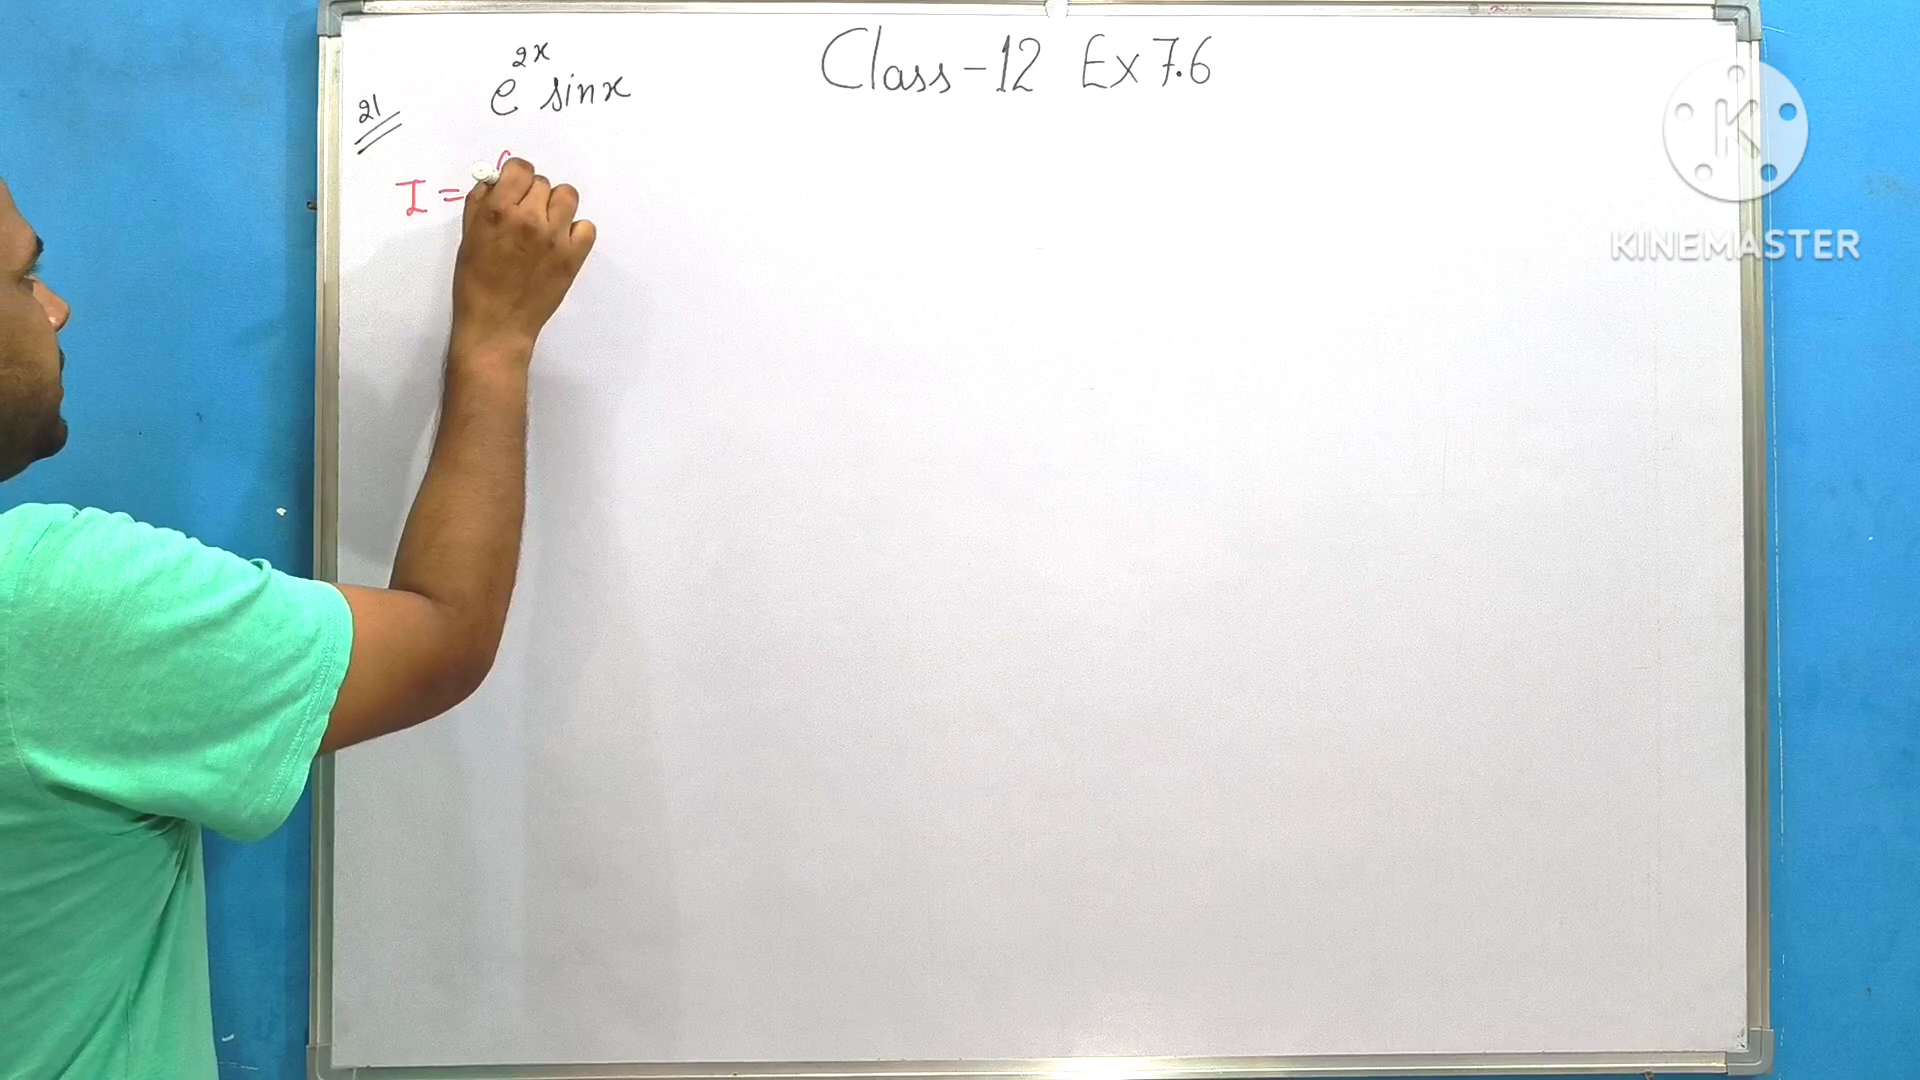 Class-12 Ex 7.6
21 e^{2x} sinx
I =
K
KINEMASTER